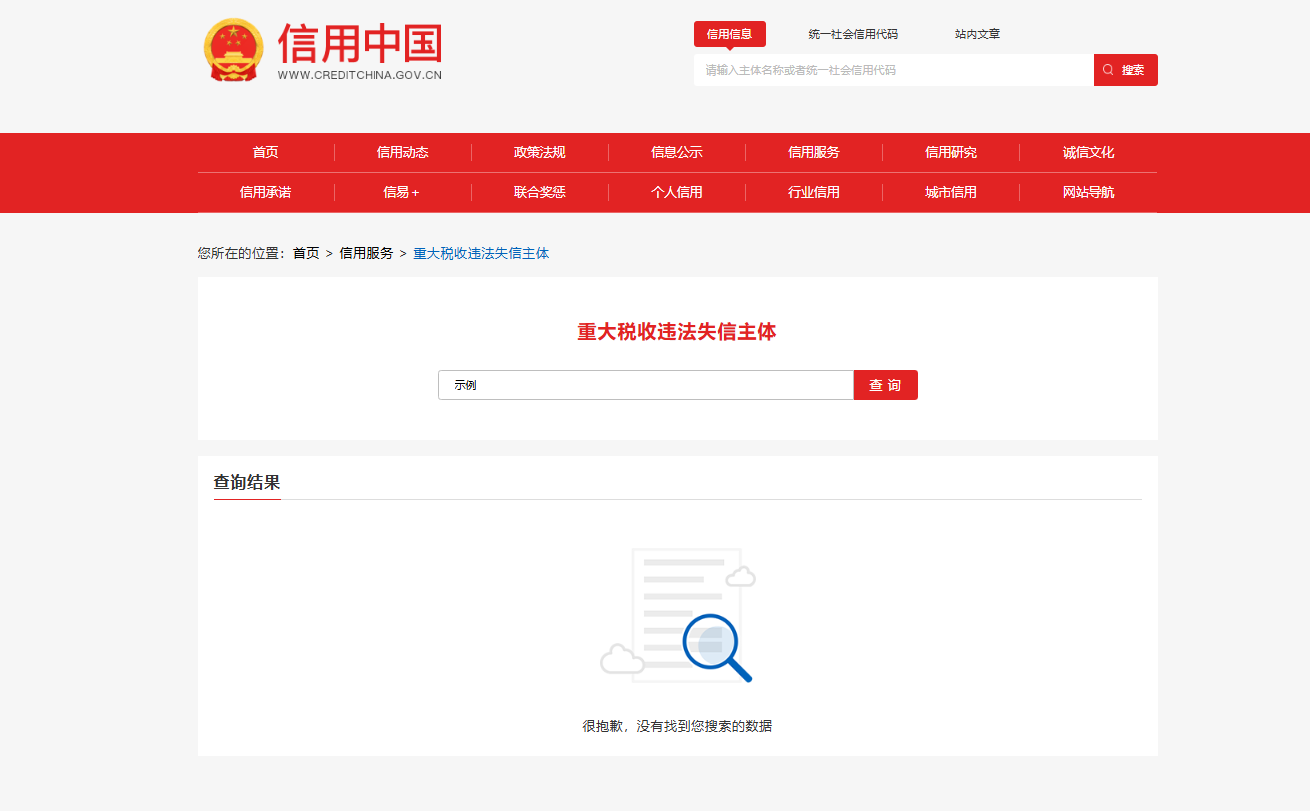 信用中国
WWW.CREDITCHINA.GOV.CN
信用信息 统一社会信用代码 站内文章
请输入主体名称或者统一社会信用代码 搜索
首页 信用动态 政策法规 信息公示 信用服务 信用研究 诚信文化
信用承诺 信易+ 联合奖惩 个人信用 行业信用 城市信用 网站导航
您所在的位置：首页 > 信用服务 > 重大税收违法失信主体
重大税收违法失信主体
示例 查询
查询结果
很抱歉，没有找到您搜索的数据